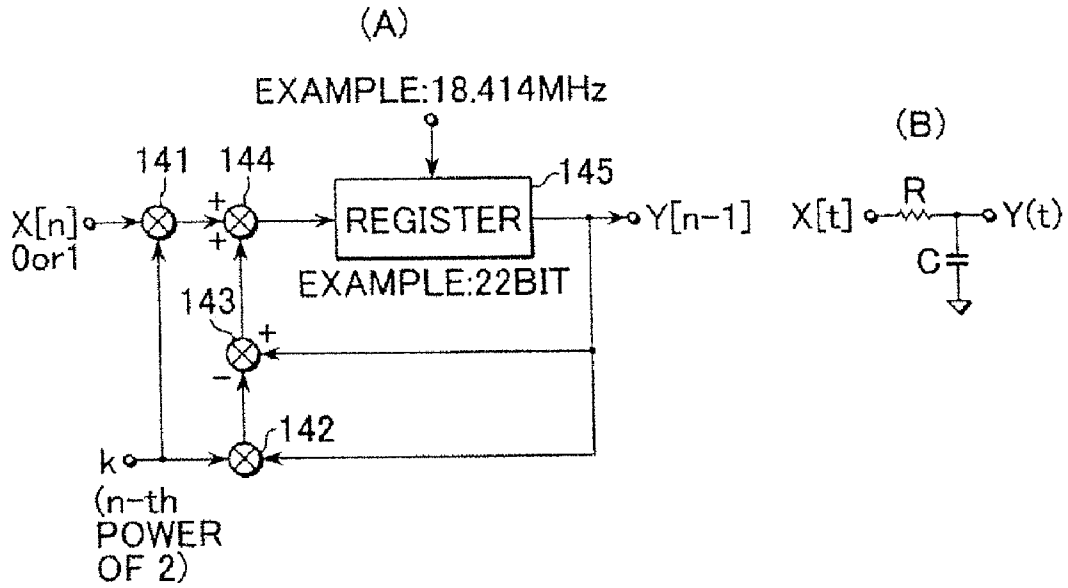 (A)
EXAMPLE:18.414MHz
(B)
141
144
145
R
X[n]
0or1
+
+
REGISTER
Y[n-1]
X[t]
Y(t)
C
EXAMPLE:22BIT
143
+
-
142
k
(n-th
POWER
OF 2)